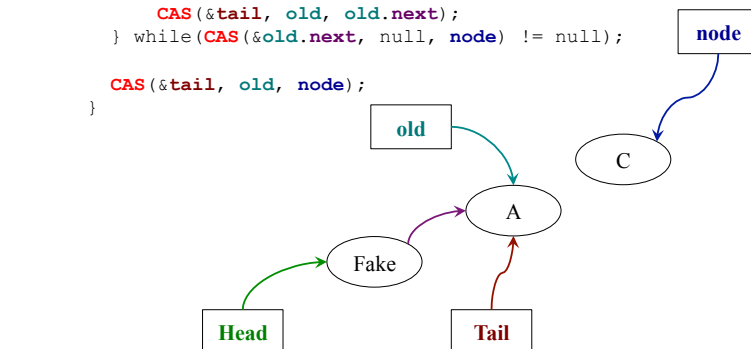 CAS(&tail, old, old.next);
} while(CAS(&old.next, null, node) != null);
node
CAS(&tail, old, node);
}
old
C
A
Fake
Head
Tail